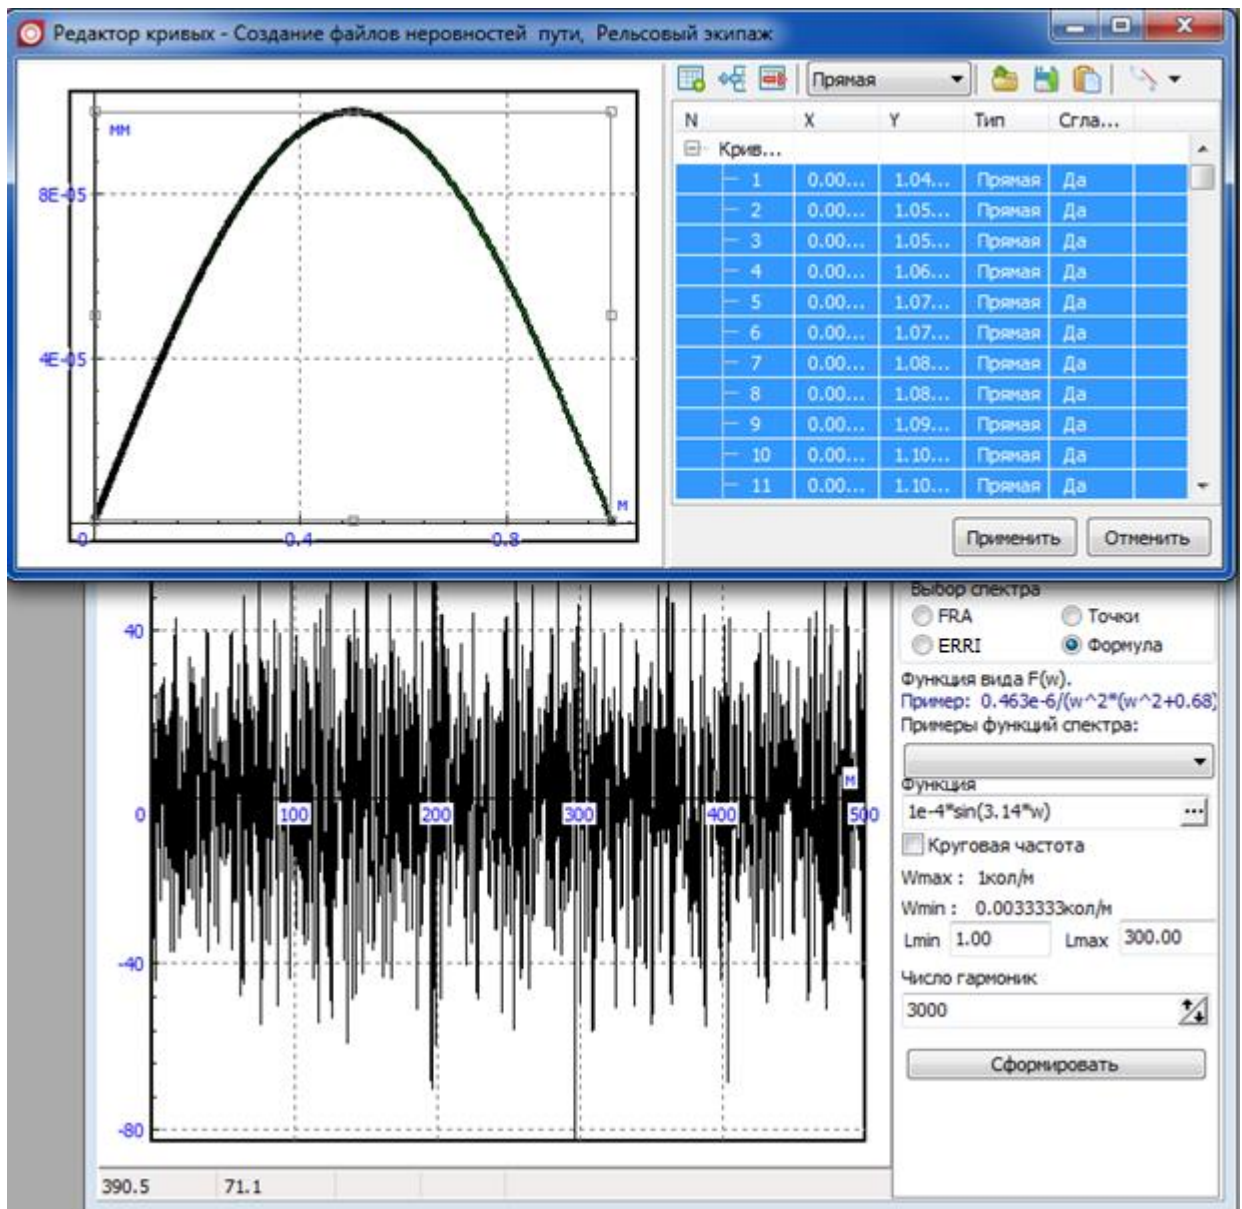 Редактор кривых - Создание файлов неровностей пути, Рельсовый экипаж
мм
8E-05
4E-05
м
0 0.4 0.8
Прямая
N X Y Тип Сгла...
Крив...
1 0.00... 1.04... Прямая Да
2 0.00... 1.05... Прямая Да
3 0.00... 1.05... Прямая Да
4 0.00... 1.06... Прямая Да
5 0.00... 1.07... Прямая Да
6 0.00... 1.07... Прямая Да
7 0.00... 1.08... Прямая Да
8 0.00... 1.08... Прямая Да
9 0.00... 1.09... Прямая Да
10 0.00... 1.10... Прямая Да
11 0.00... 1.10... Прямая Да
Применить Отменить
40
м
0 100 200 300 400 500
-40
-80
390.5 71.1
Выбор спектра
FRA Точки
ERRI Формула
Функция вида F(w).
Пример: 0.463e-6/(w^2*(w^2+0.68)
Примеры функций спектра:
Функция
1e-4*sin(3.14*w) ...
Круговая частота
Wmax : 1кол/м
Wmin : 0.0033333кол/м
Lmin 1.00 Lmax 300.00
Число гармоник
3000
Сформировать